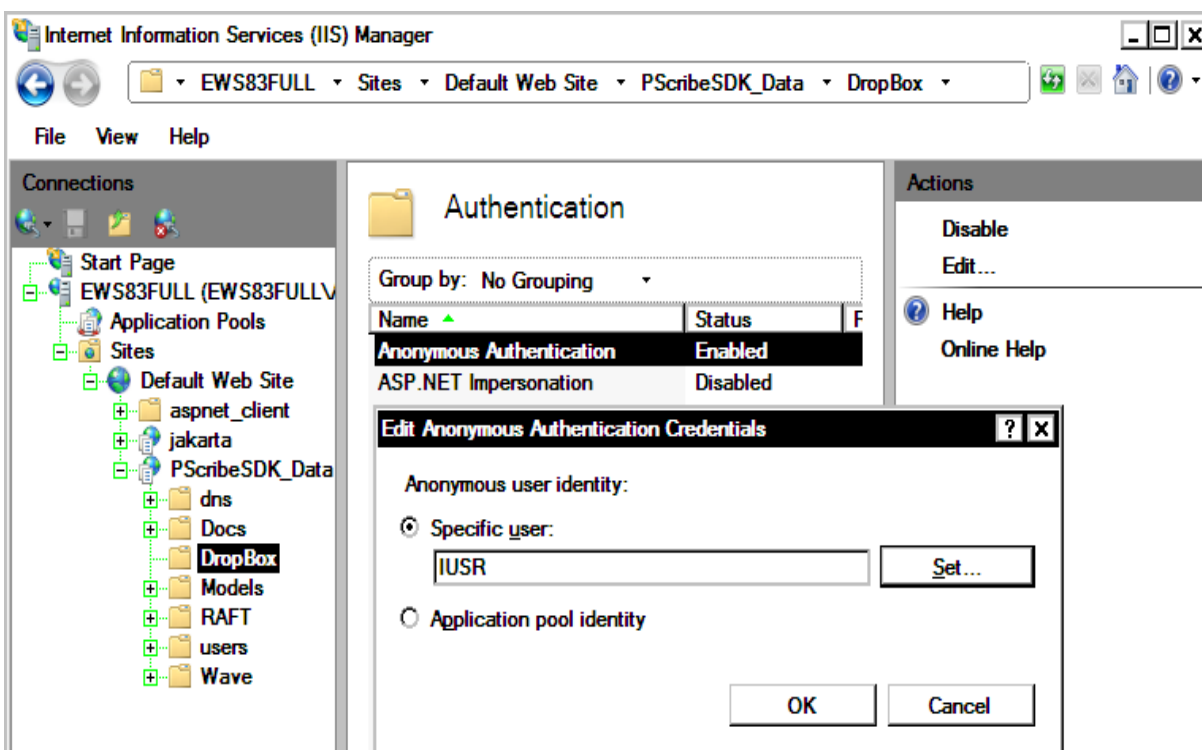 Internet Information Services (IIS) Manager
EWS83FULL Sites Default Web Site PScribeSDK_Data DropBox
File View Help
Connections
Start Page
EWS83FULL (EWS83FULL\
Application Pools
Sites
Default Web Site
aspnet_client
jakarta
PScribeSDK_Data
dns
Docs
DropBox
Models
RAFT
users
Wave
Authentication
Group by: No Grouping
Name Status
Anonymous Authentication Enabled
ASP.NET Impersonation Disabled
Edit Anonymous Authentication Credentials
Anonymous user identity:
Specific user:
IUSR
Set...
Application pool identity
OK Cancel
Actions
Disable
Edit...
Help
Online Help